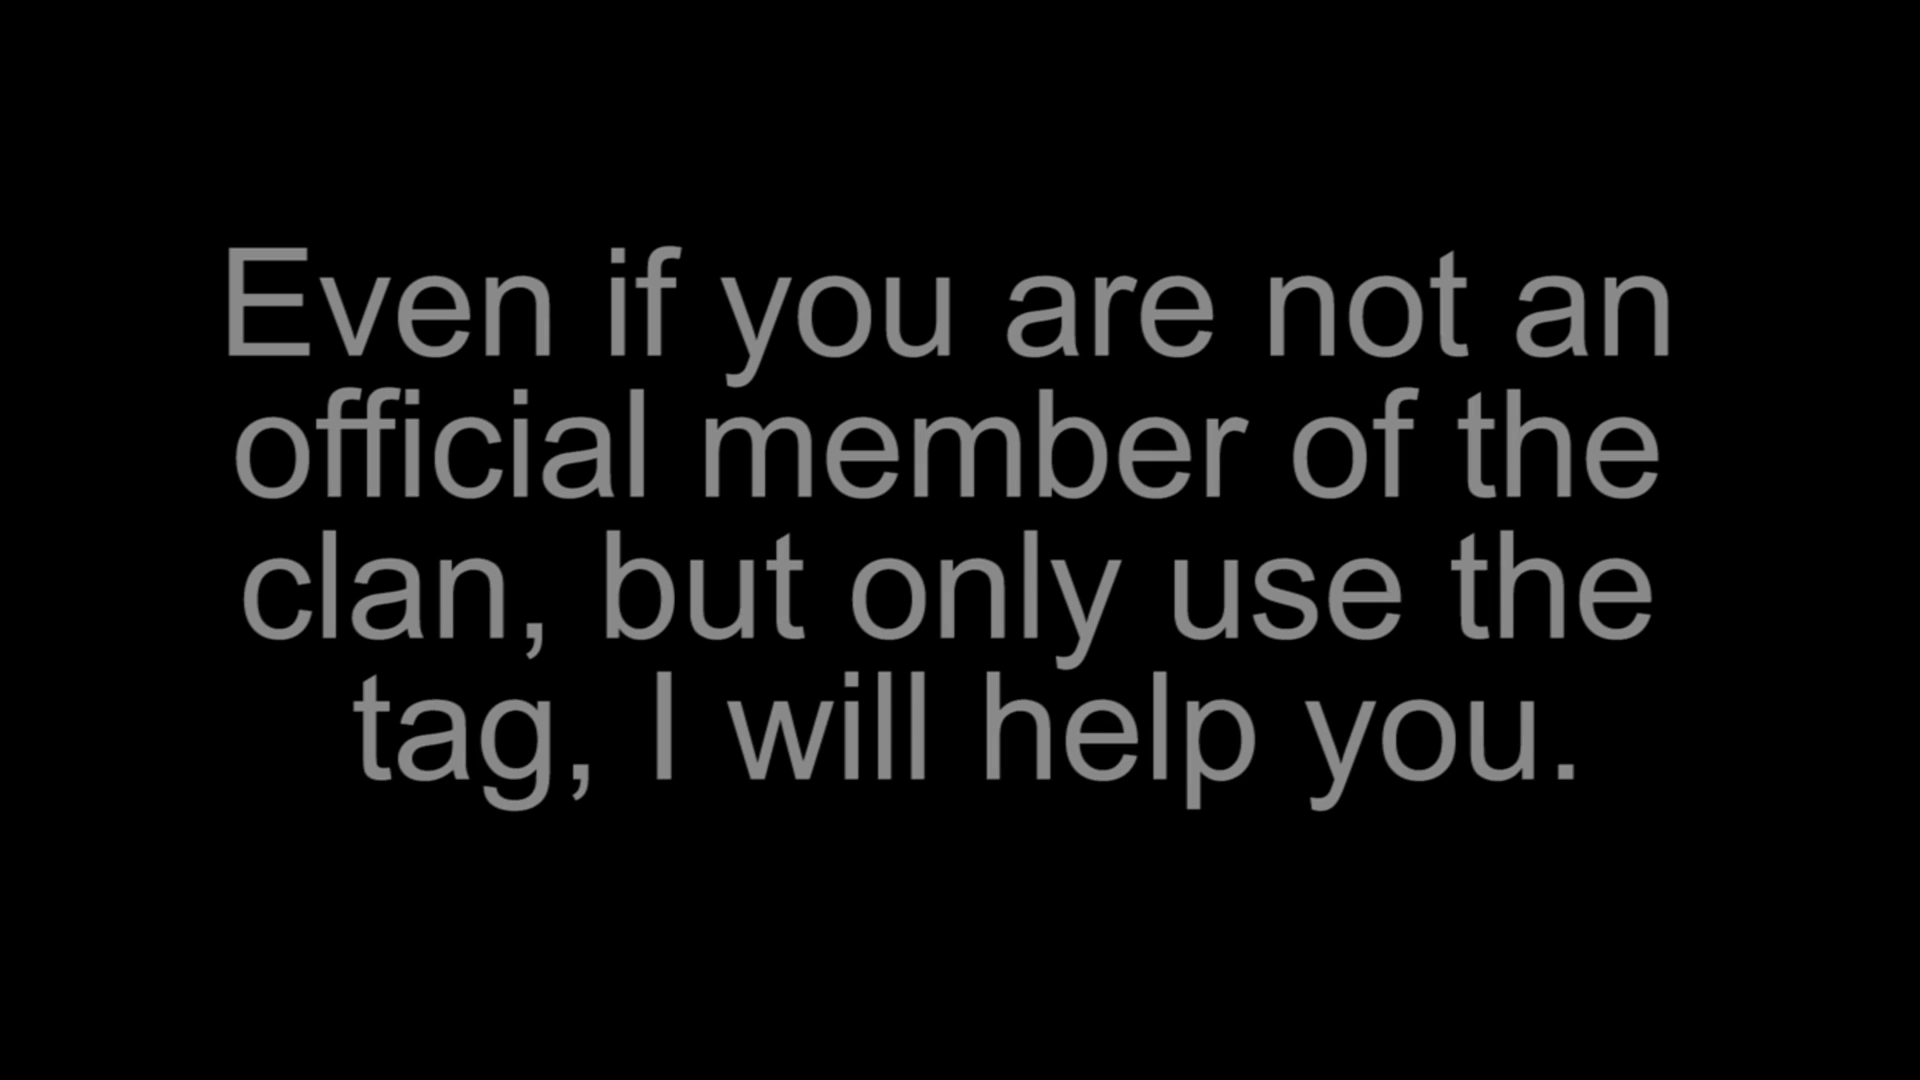 Even if you are not an
official member of the
clan, but only use the
tag, I will help you.